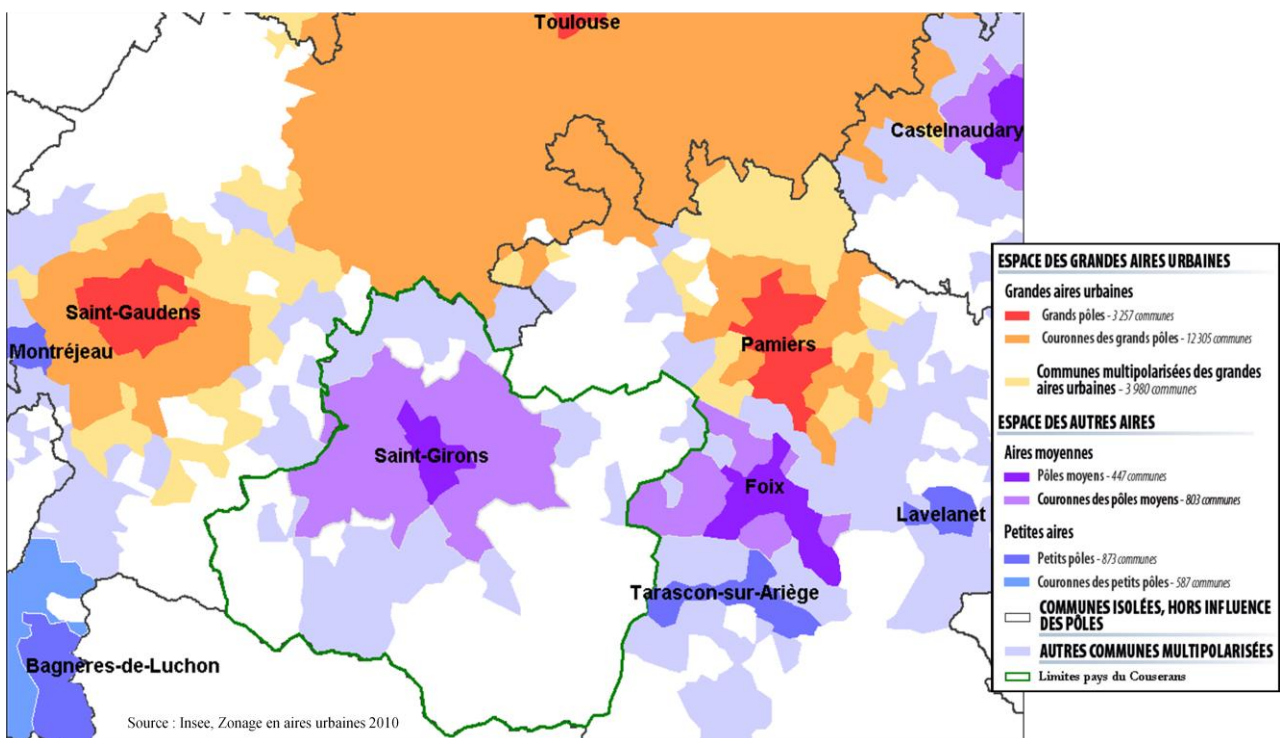 Toulouse
Castelnaudary
Saint-Gaudens
Montréjeau
Pamiers
Saint-Girons
Foix
Lavelanet
Tarascon-sur-Ariège
Bagnères-de-Luchon
Source : Insee, Zonage en aires urbaines 2010
ESPACE DES GRANDES AIRES URBAINES
Grandes aires urbaines
Grands pôles - 3 257 communes
Couronnes des grands pôles - 12 305 communes
Communes multipolarisées des grandes
aires urbaines - 3 980 communes
ESPACE DES AUTRES AIRES
Aires moyennes
Pôles moyens - 447 communes
Couronnes des pôles moyens - 803 communes
Petites aires
Petits pôles - 873 communes
Couronnes des petits pôles - 587 communes
COMMUNES ISOLÉES, HORS INFLUENCE
DES PÔLES
AUTRES COMMUNES MULTIPOLARISÉES
Limites pays du Couserans